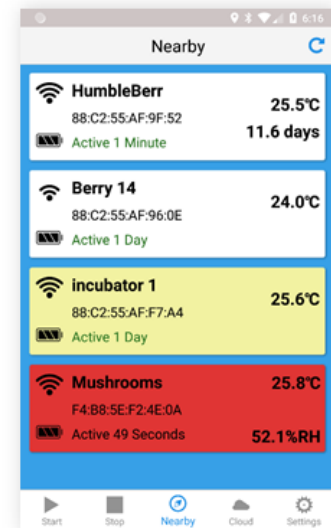 6:16
Nearby
HumbleBerr
25.5℃
88:C2:55:AF:9F:52
11.6 days
Active 1 Minute
Berry 14
24.0℃
88:C2:55:AF:96:0E
Active 1 Day
incubator 1
25.6℃
88:C2:55:AF:F7:A4
Active 1 Day
Mushrooms
25.8℃
F4:B8:5E:F2:4E:0A
Active 49 Seconds
52.1%RH
Start
Stop
Nearby
Cloud
Settings